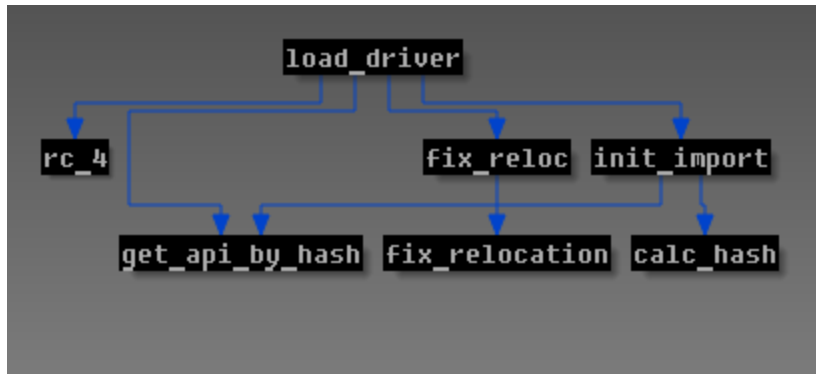 load_driver
rc_4
fix_reloc
init_import
get_api_by_hash
fix_relocation
calc_hash